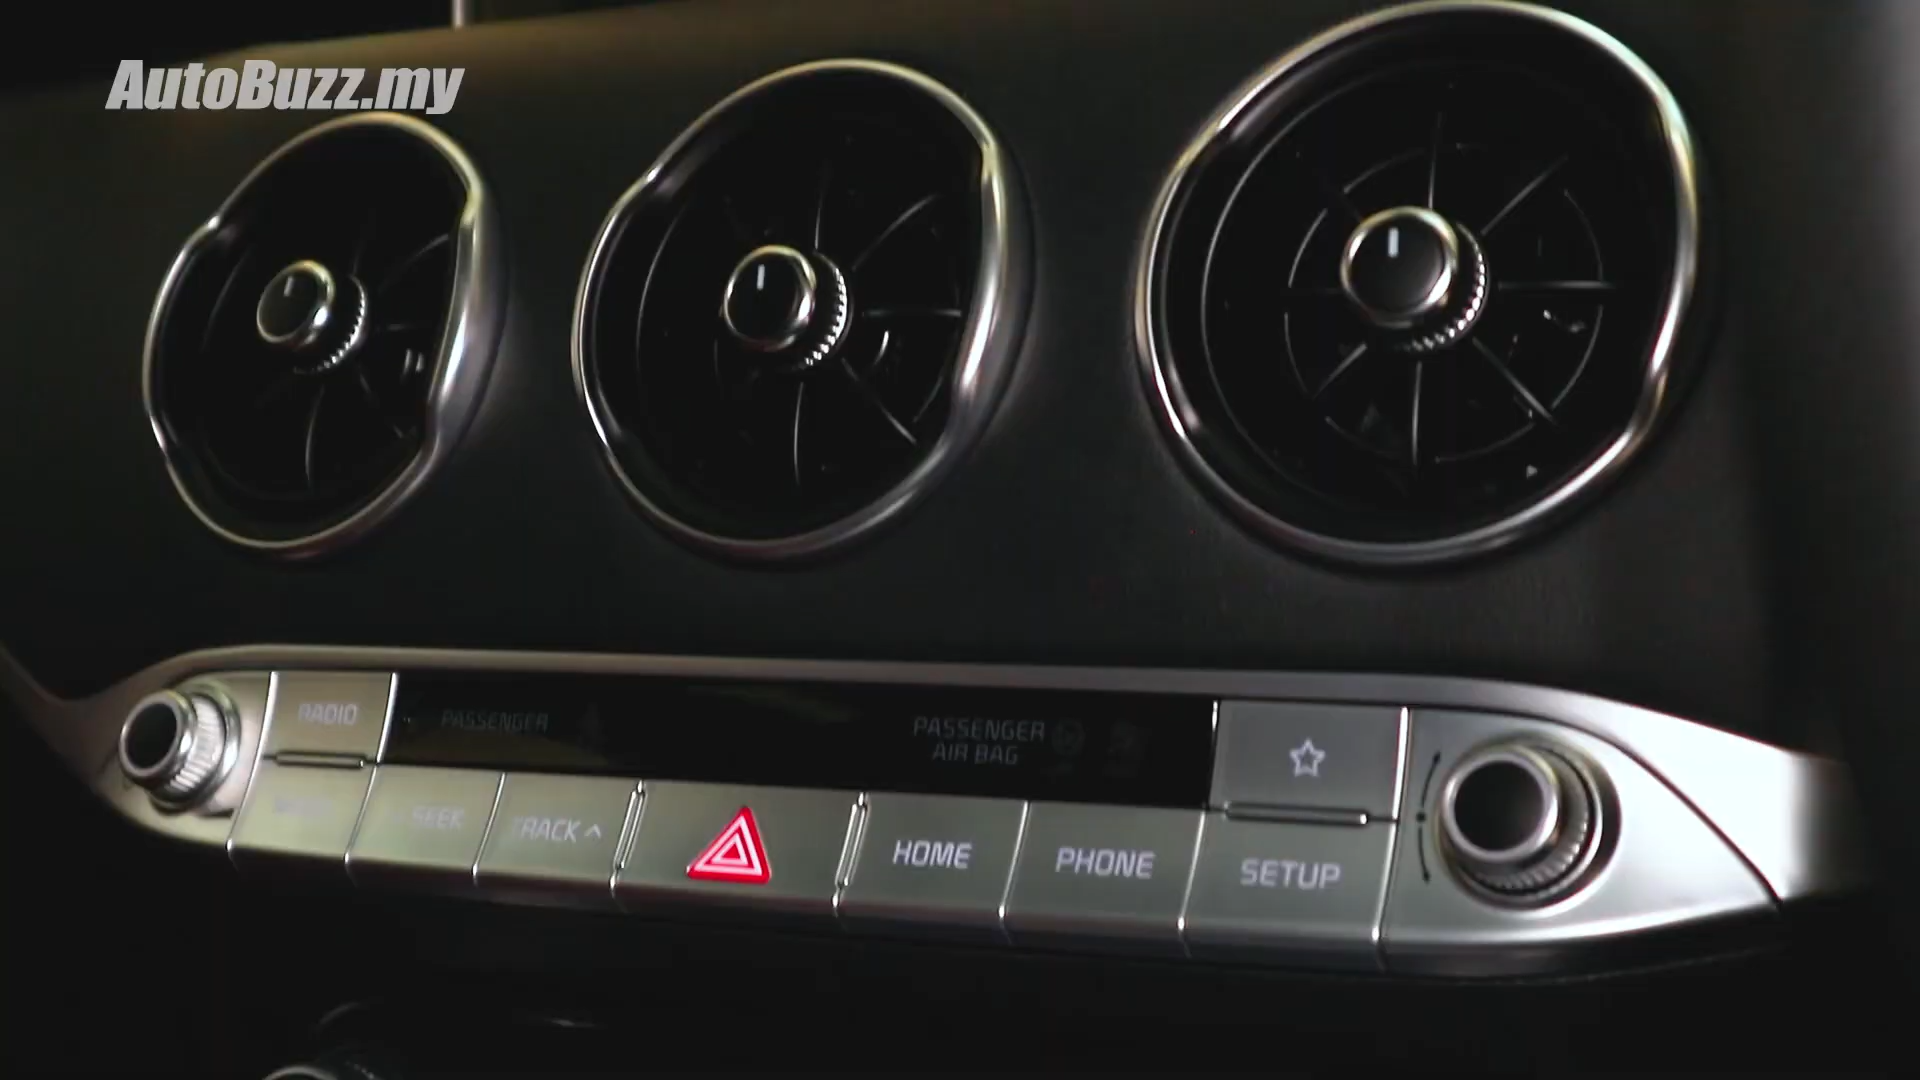 AutoBuzz.my
RADIO
PASSENGER
PASSENGER
AIR BAG
SEEK
TRACK ^
HOME
PHONE
SETUP